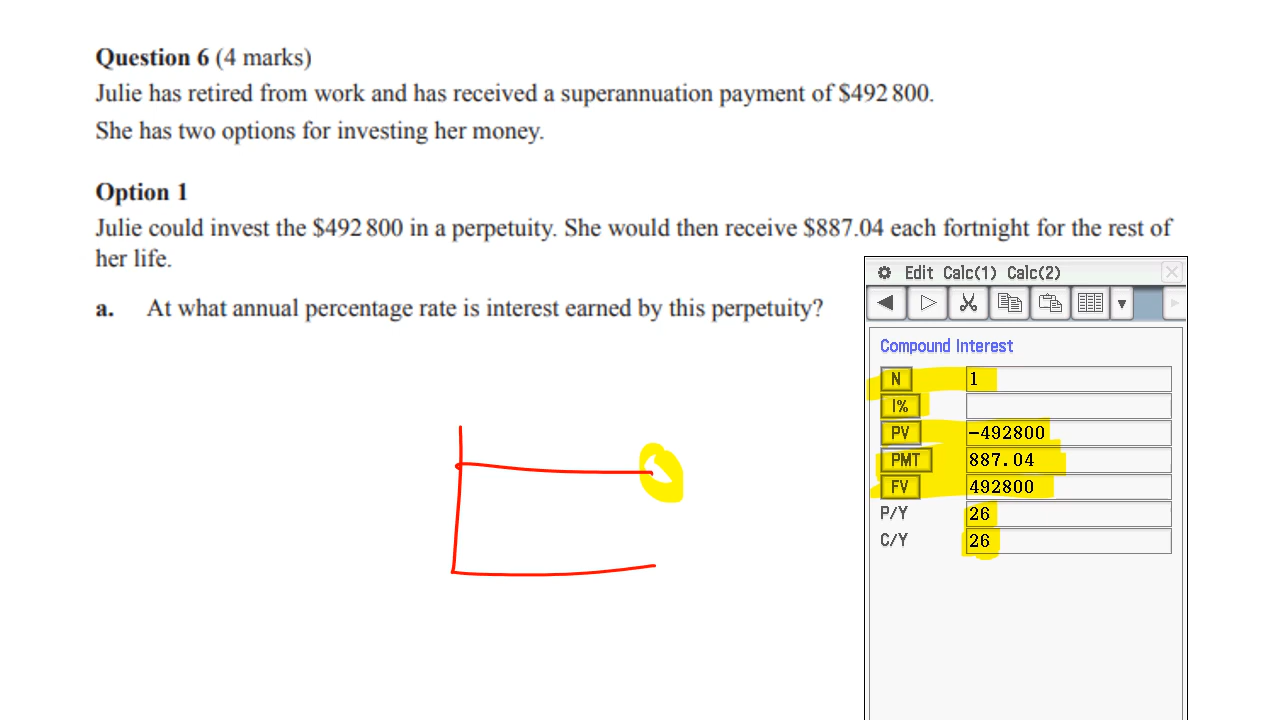 Question 6 (4 marks)
Julie has retired from work and has received a superannuation payment of $492 800.
She has two options for investing her money.
Option 1
Julie could invest the $492 800 in a perpetuity. She would then receive $887.04 each fortnight for the rest of
her life.
a. At what annual percentage rate is interest earned by this perpetuity?
Edit Calc(1) Calc(2)
Compound Interest
N 1
I%
PV −492800
PMT 887.04
FV 492800
P/Y 26
C/Y 26